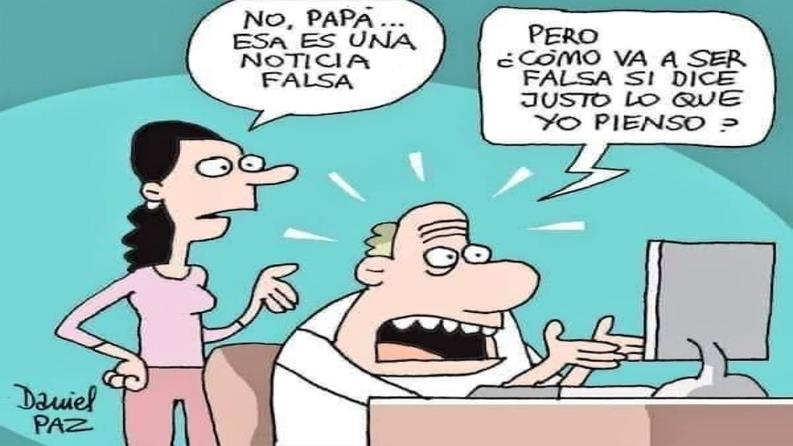 NO, PAPÁ...
ESA ES UNA
NOTICIA
FALSA
PERO
¿CÓMO VA A SER
FALSA SI DICE
JUSTO LO QUE
YO PIENSO?
Daniel
PAZ